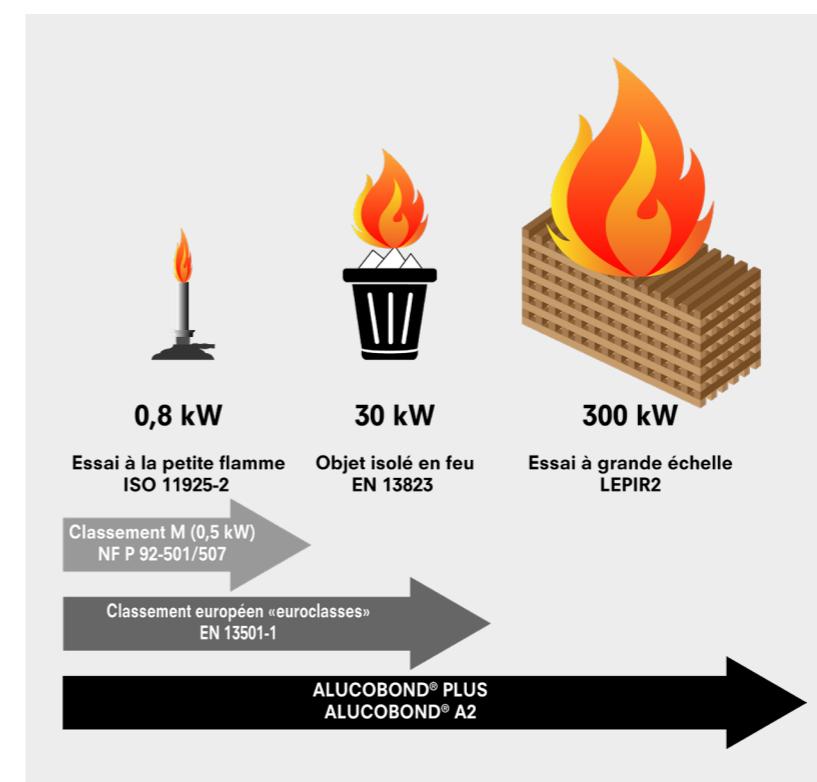 0,8 kW
Essai à la petite flamme
ISO 11925-2
30 kW
Objet isolé en feu
EN 13823
300 kW
Essai à grande échelle
LEPIR2
Classement M (0,5 kW)
NF P 92-501/507
Classement européen «euroclasses»
EN 13501-1
ALUCOBOND® PLUS
ALUCOBOND® A2